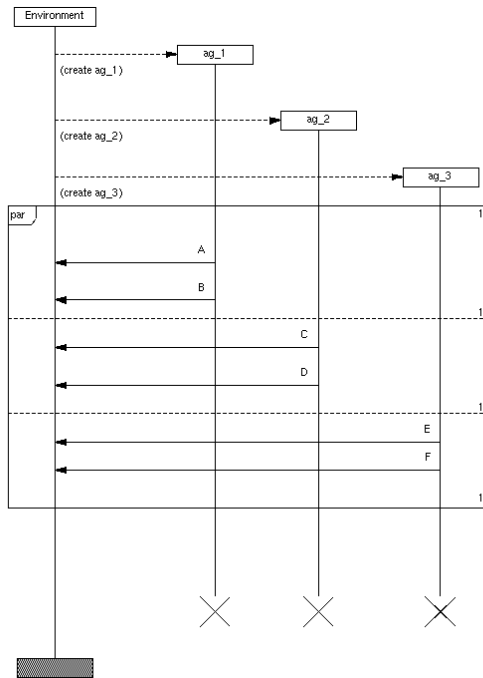 Environment
ag_1
(create ag_1)
ag_2
(create ag_2)
ag_3
(create ag_3)
par
1
A
B
1
C
D
1
E
F
1